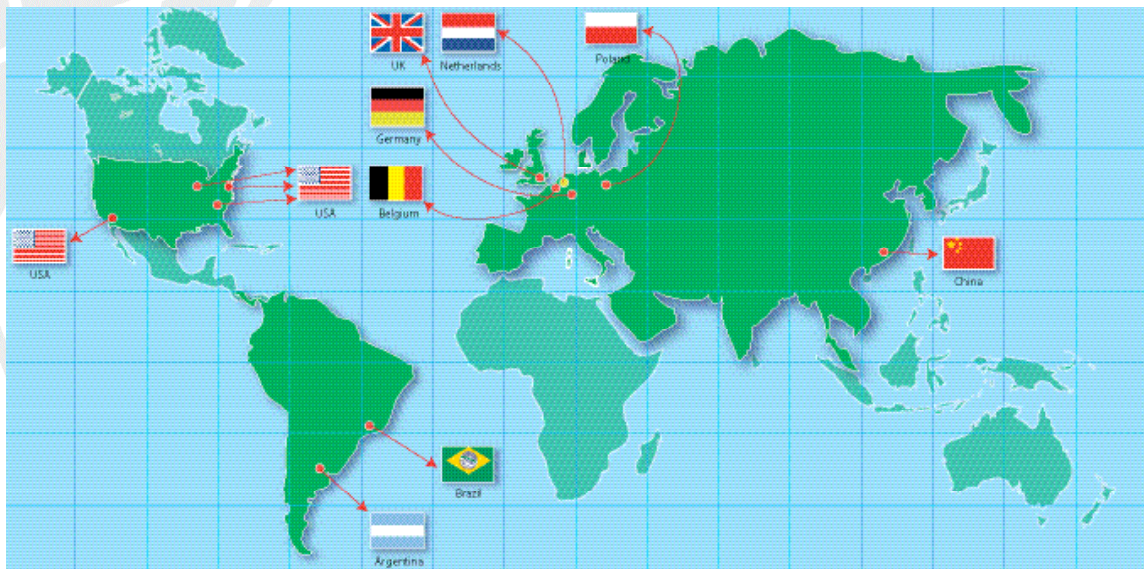 UK
Netherlands
Poland
Germany
USA
Belgium
USA
China
Brazil
Argentina